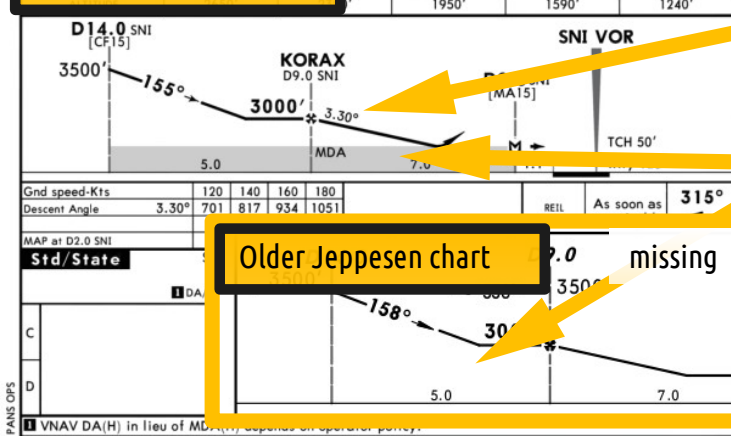 1950' 1590' 1240'
D14.0 SNI
[CF15]
SNI VOR
KORAX
D9.0 SNI
3500'
155°
[MA15]
3000'
3.30°
M
TCH 50'
MDA
5.0 7.0
Gnd speed-Kts 120 140 160 180
Descent Angle 3.30° 701 817 934 1051
REIL As soon as 315°
MAP at D2.0 SNI
Std/State
Older Jeppesen chart missing
158°
C
5.0 7.0
D
PANS OPS
1 VNAV DA(H) in lieu of MDA(H) depends on operator policy.